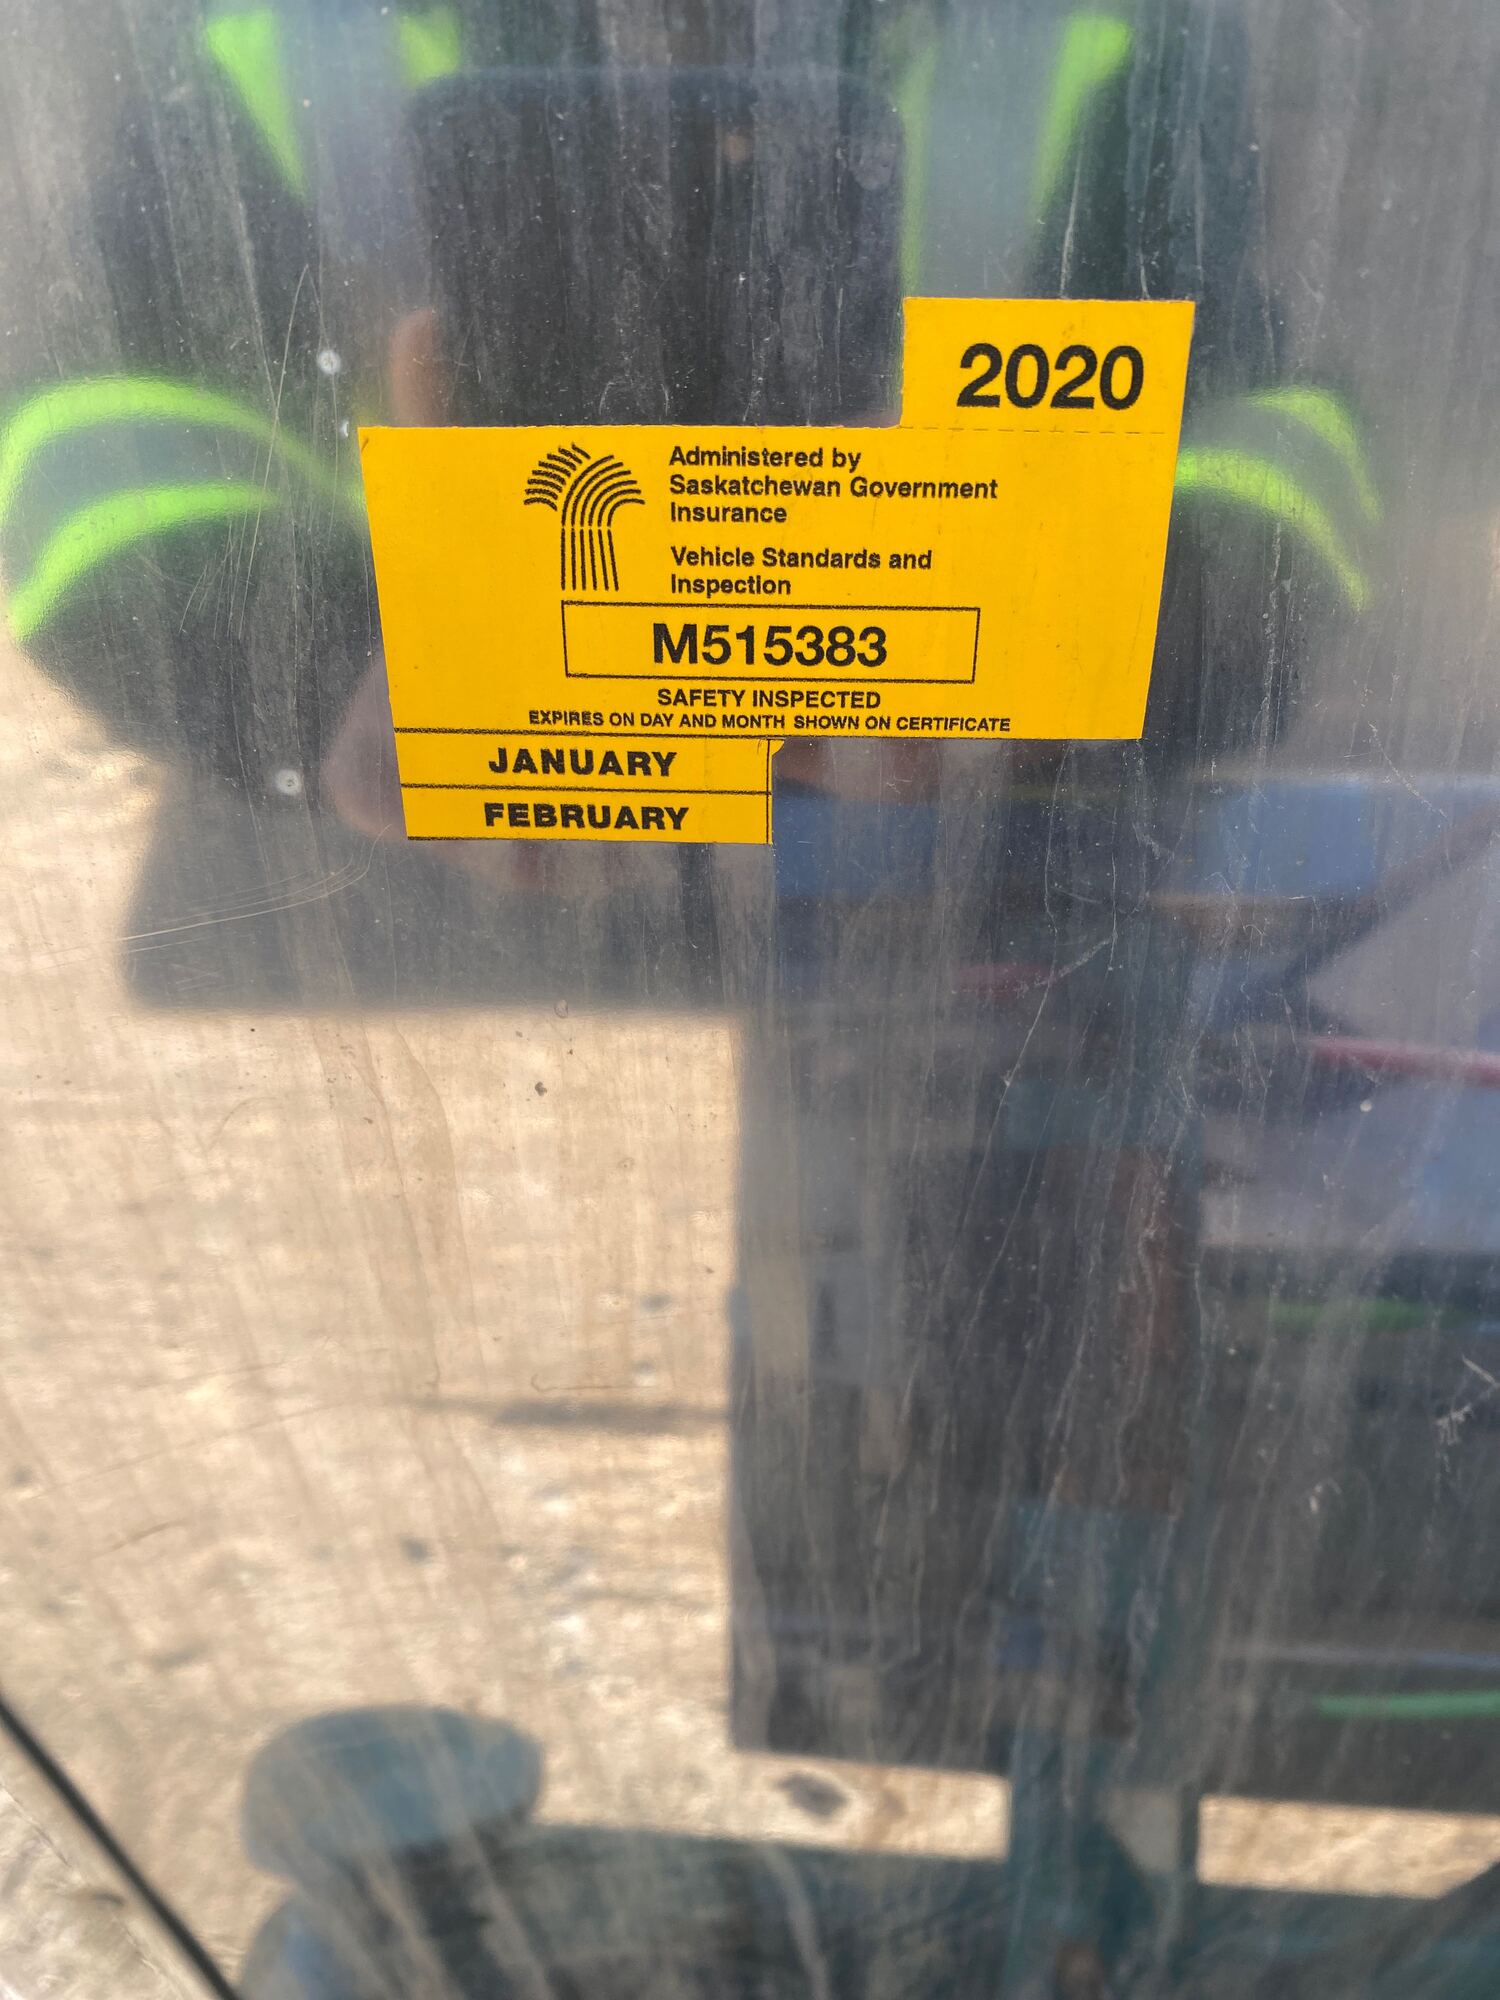 2020
Administered by
Saskatchewan Government
Insurance
Vehicle Standards and
Inspection
M515383
SAFETY INSPECTED
EXPIRES ON DAY AND MONTH SHOWN ON CERTIFICATE
JANUARY
FEBRUARY